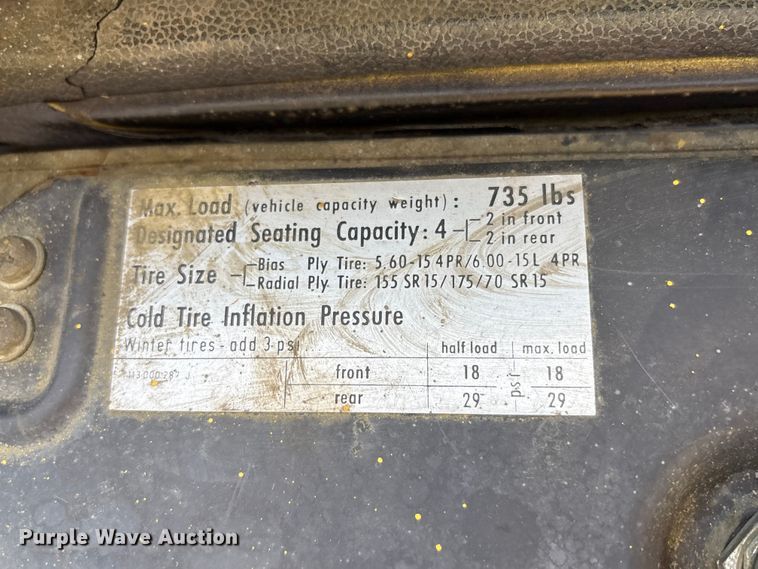 Max. Load (vehicle capacity weight): 735 lbs
Designated Seating Capacity: 4 2 in front
2 in rear
Tire Size Bias Ply Tire: 5.60-15 4PR/6.00-15L 4PR
Radial Ply Tire: 155 SR 15/175/70 SR 15
Cold Tire Inflation Pressure
Winter tires - add 3 psi
half load max. load
113 000 287 J front 18 psi 18
rear 29 29
Purple Wave Auction